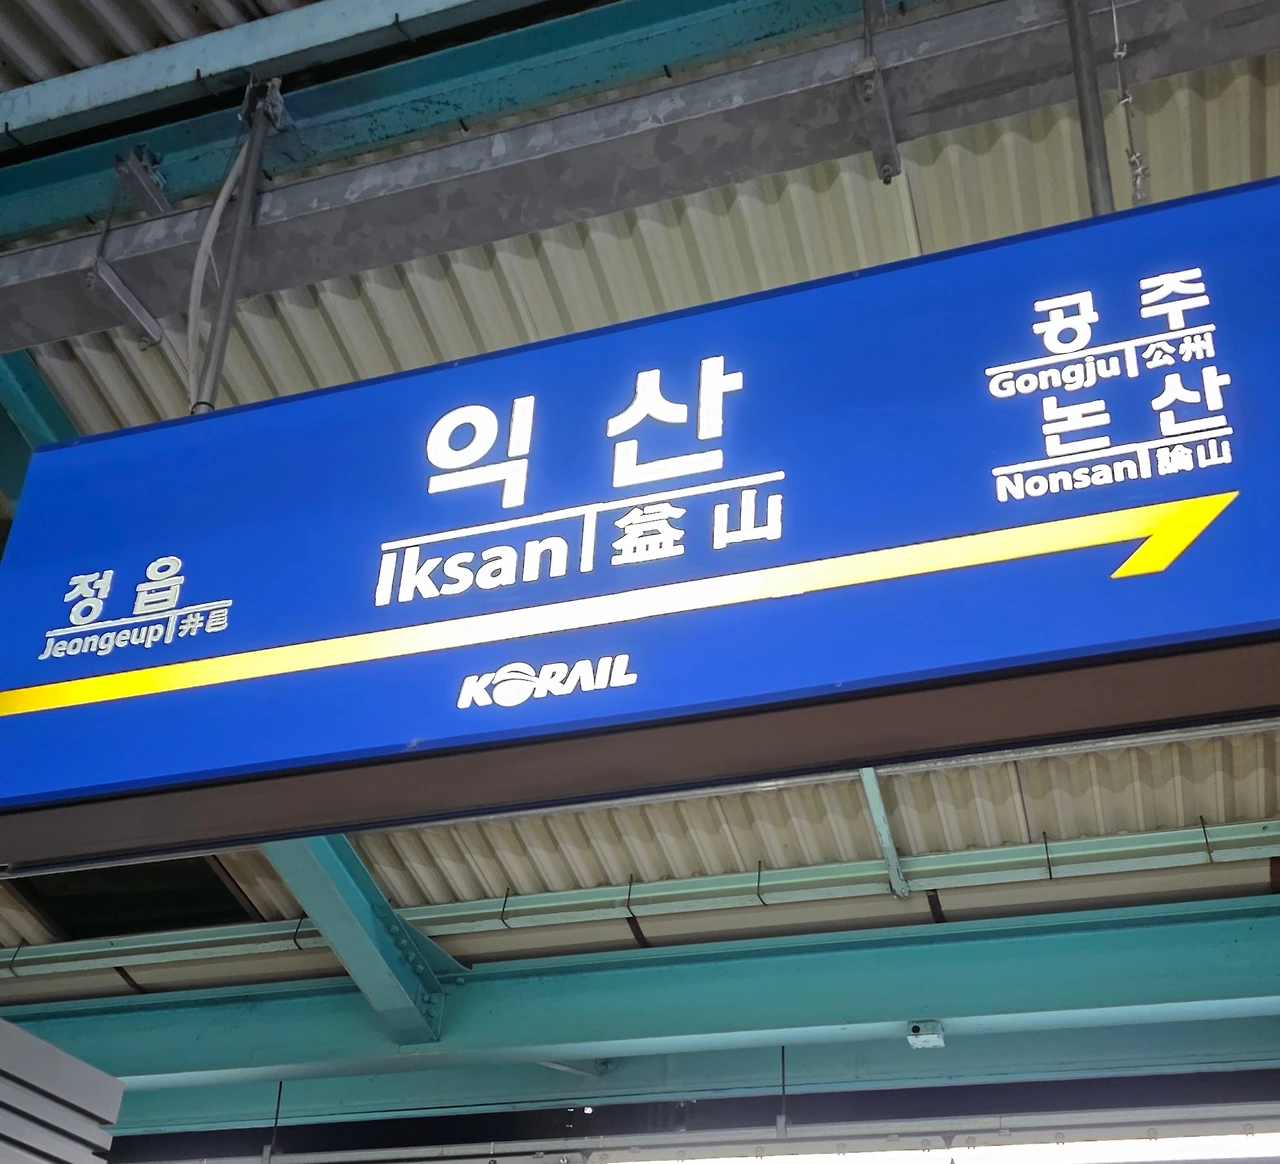 정읍
Jeongeup 井邑
익산
Iksan 益山
공주
Gongju 公州
논산
Nonsan 論山
KORAIL